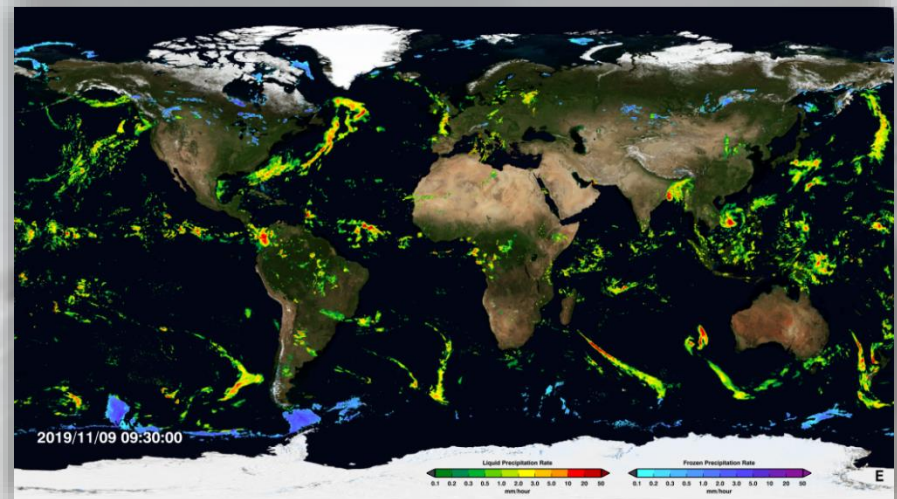 2019/11/09 09:30:00
Liquid Precipitation Rate
0.1 0.2 0.3 0.5 1.0 2.0 3.0 5.0 10 20 50
mm/hour
Frozen Precipitation Rate
0.1 0.2 0.3 0.5 1.0 2.0 3.0 5.0 10 20 50
mm/hour
E